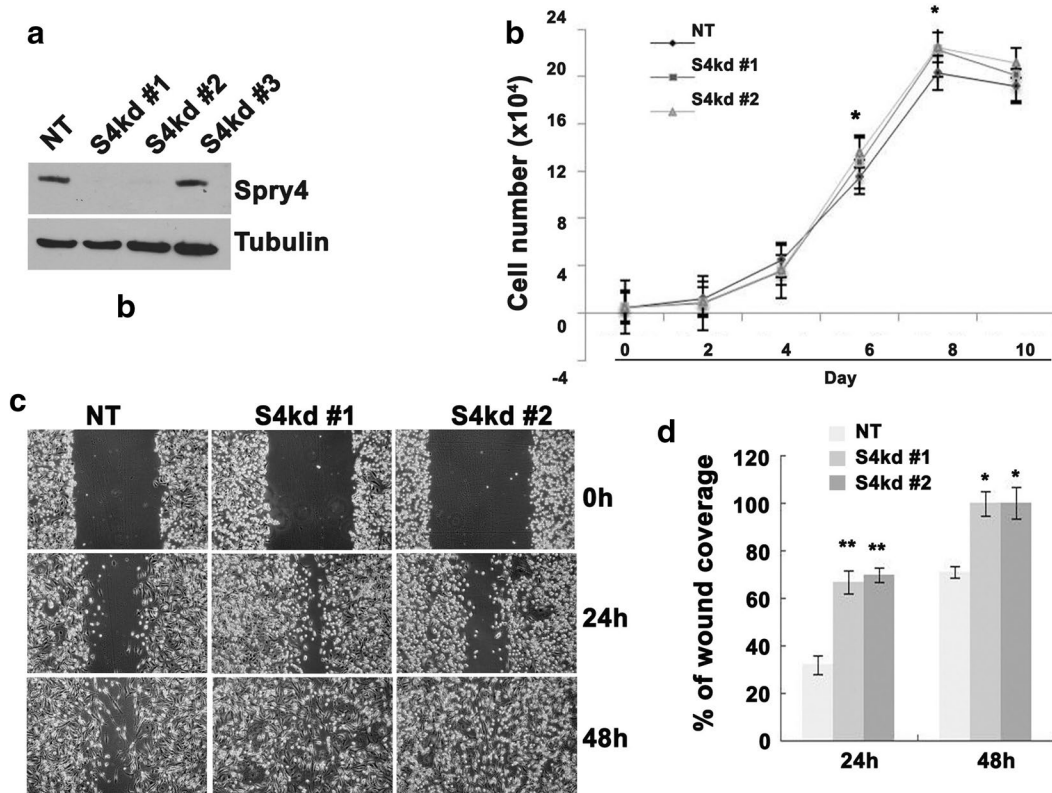 a
NT
S4kd #1
S4kd #2
S4kd #3
Spry4
Tubulin
b
b
NT
S4kd #1
S4kd #2
Cell number (x10⁴)
24
20
16
12
8
4
0
-4
*
*
0 2 4 6 8 10
Day
c
NT S4kd #1 S4kd #2
0h
24h
48h
d
NT
S4kd #1
S4kd #2
% of wound coverage
120
100
80
60
40
20
0
** **
* *
24h 48h